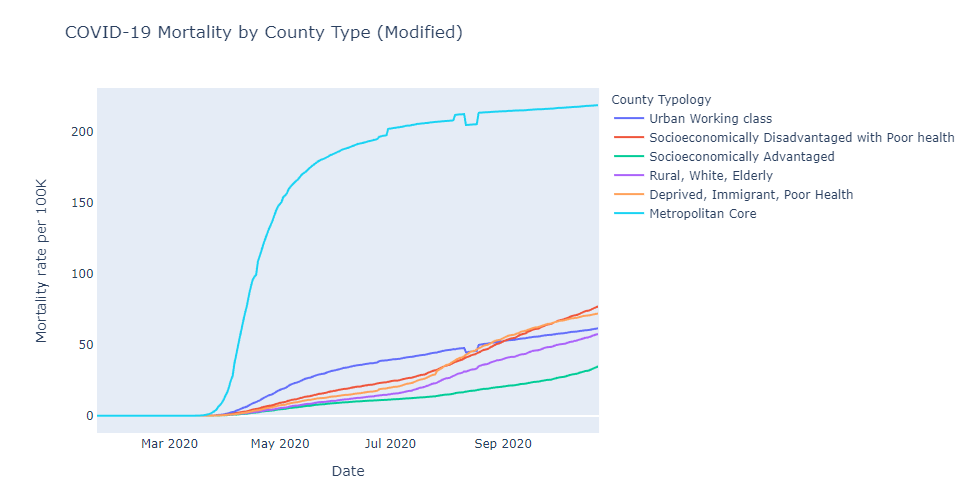 COVID-19 Mortality by County Type (Modified)
County Typology
Urban Working class
Socioeconomically Disadvantaged with Poor health
Socioeconomically Advantaged
Rural, White, Elderly
Deprived, Immigrant, Poor Health
Metropolitan Core
Mortality rate per 100K
200
150
100
50
0
Mar 2020
May 2020
Jul 2020
Sep 2020
Date